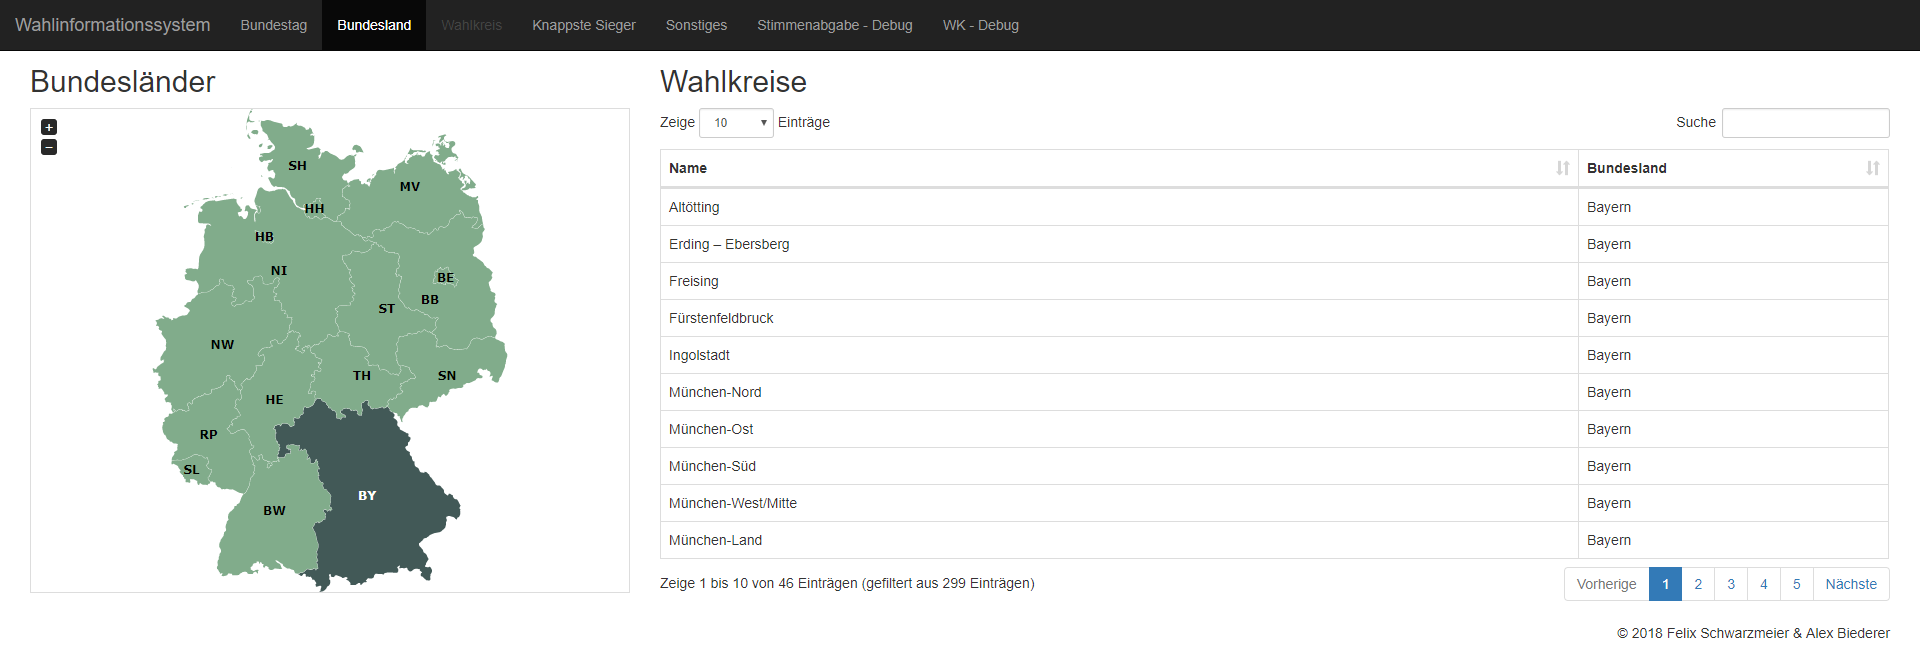 Wahlinformationssystem Bundestag Bundesland Wahlkreis Knappste Sieger Sonstiges Stimmenabgabe - Debug WK - Debug
Bundesländer
+
−
SH
MV
HH
HB
NI
BE
BB
ST
NW
TH
SN
HE
RP
SL
BY
BW
Wahlkreise
Zeige 10 Einträge
Suche
Name Bundesland
Altötting Bayern
Erding – Ebersberg Bayern
Freising Bayern
Fürstenfeldbruck Bayern
Ingolstadt Bayern
München-Nord Bayern
München-Ost Bayern
München-Süd Bayern
München-West/Mitte Bayern
München-Land Bayern
Zeige 1 bis 10 von 46 Einträgen (gefiltert aus 299 Einträgen)
Vorherige 1 2 3 4 5 Nächste
© 2018 Felix Schwarzmeier & Alex Biederer